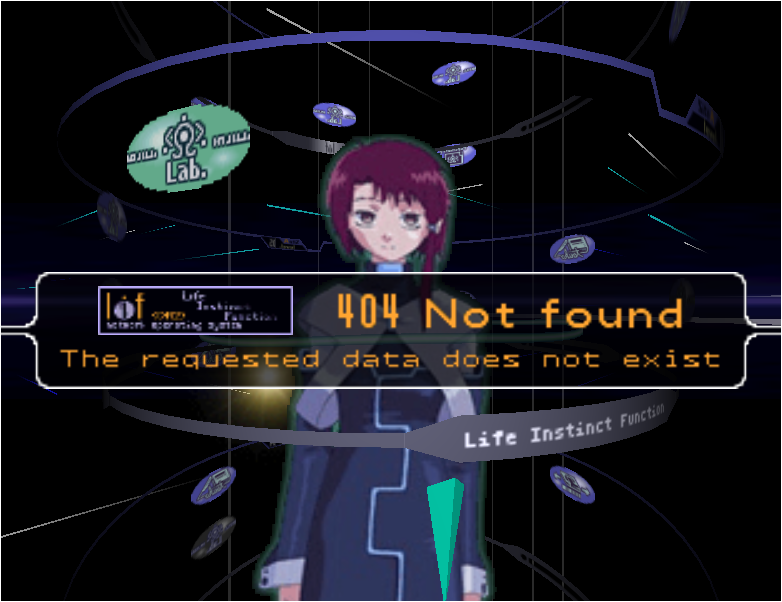 Lab.
Life
Instinct
Function
lif
network operating system
404 Not found
The requested data does not exist
Life Instinct Function